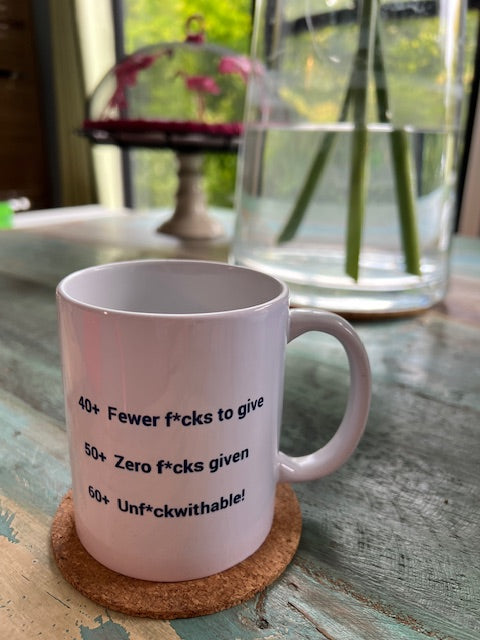 40+ Fewer f*cks to give
50+ Zero f*cks given
60+ Unf*ckwithable!